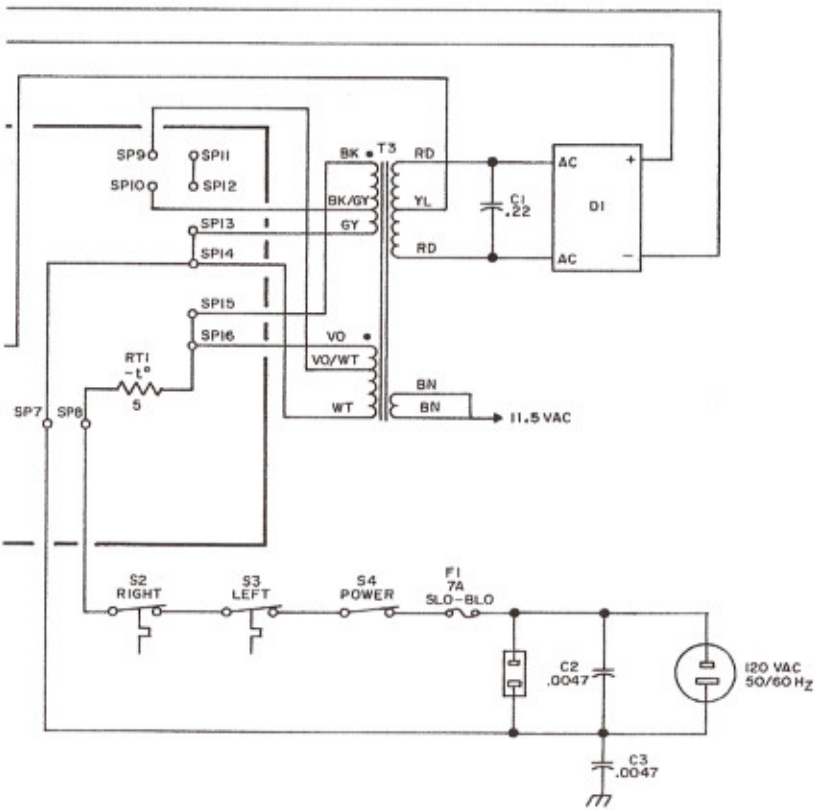 T3
BK
RD
SP9
SP11
AC
+
SP10
SP12
BK/GY
YL
C1
.22
D1
SP13
GY
SP14
RD
AC
–
SP15
SP16
VO
RT1
-t°
5
VO/WT
BN
SP7
SP8
WT
BN
11.5 VAC
S2
RIGHT
S3
LEFT
S4
POWER
F1
7A
SLO-BLO
C2
.0047
120 VAC
50/60 HZ
C3
.0047